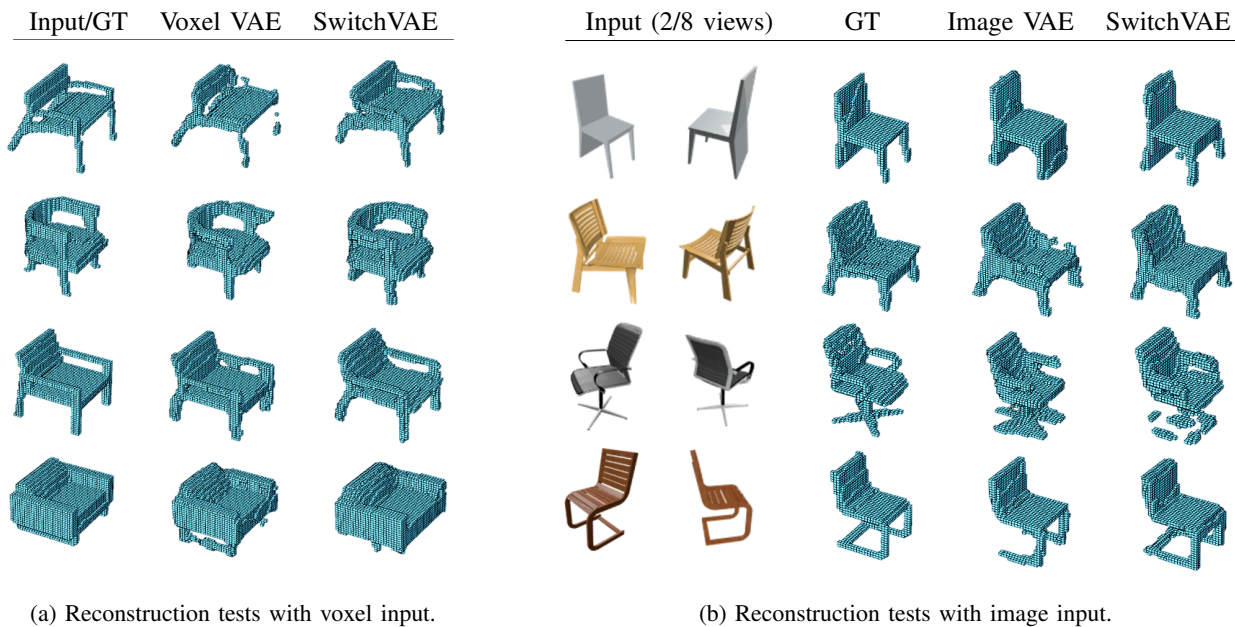 Input/GT Voxel VAE SwitchVAE
Input (2/8 views) GT Image VAE SwitchVAE
(a) Reconstruction tests with voxel input.
(b) Reconstruction tests with image input.